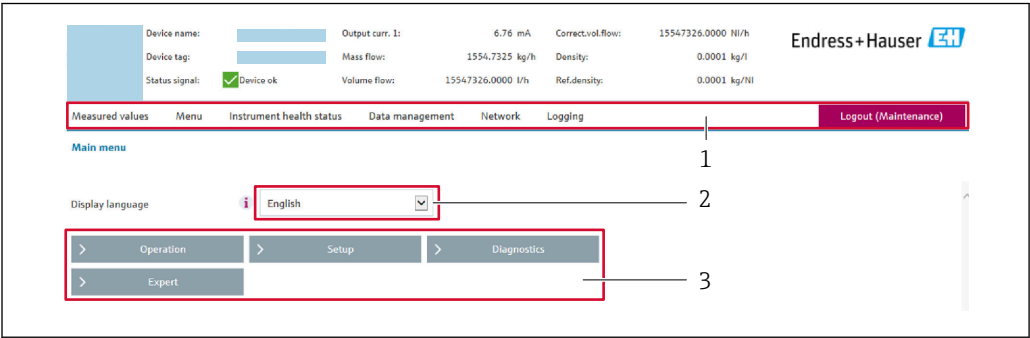 Device name: Output curr. 1: 6.76 mA Correct.vol.flow: 15547326.0000 Nl/h
Endress+Hauser EH
Device tag: Mass flow: 1554.7325 kg/h Density: 0.0001 kg/l
Status signal: Device ok Volume flow: 15547326.0000 l/h Ref.density: 0.0001 kg/Nl
Measured values Menu Instrument health status Data management Network Logging Logout (Maintenance)
1
Main menu
Display language i English 2
> Operation > Setup > Diagnostics
> Expert 3